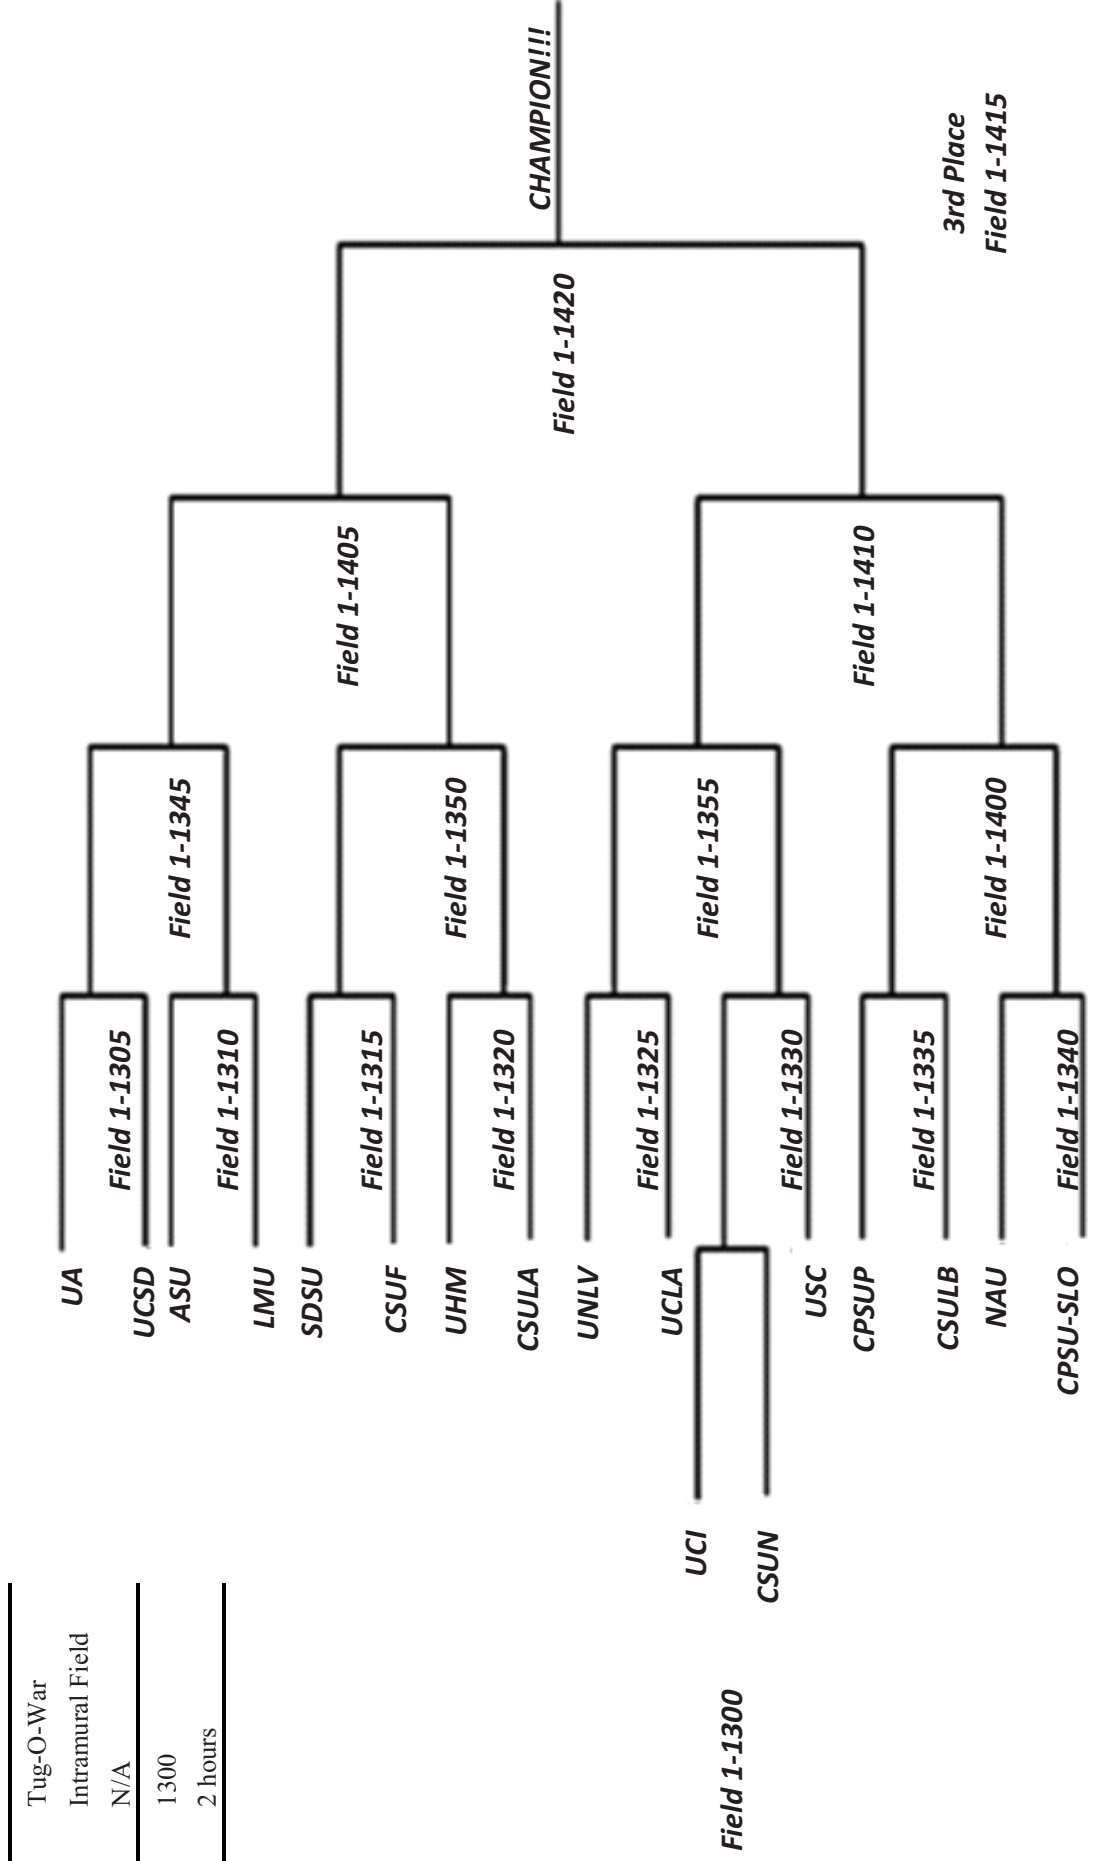 Tug-O-War
Intramural Field
N/A
1300
2 hours
Field 1-1300
UCI
CSUN
UA
UCSD
ASU
LMU
SDSU
CSUF
UHM
CSULA
UNLV
UCLA
USC
CPSUP
CSULB
NAU
CPSU-SLO
Field 1-1305
Field 1-1310
Field 1-1315
Field 1-1320
Field 1-1325
Field 1-1330
Field 1-1335
Field 1-1340
Field 1-1345
Field 1-1350
Field 1-1355
Field 1-1400
Field 1-1405
Field 1-1410
Field 1-1420
CHAMPION!!!
3rd Place
Field 1-1415